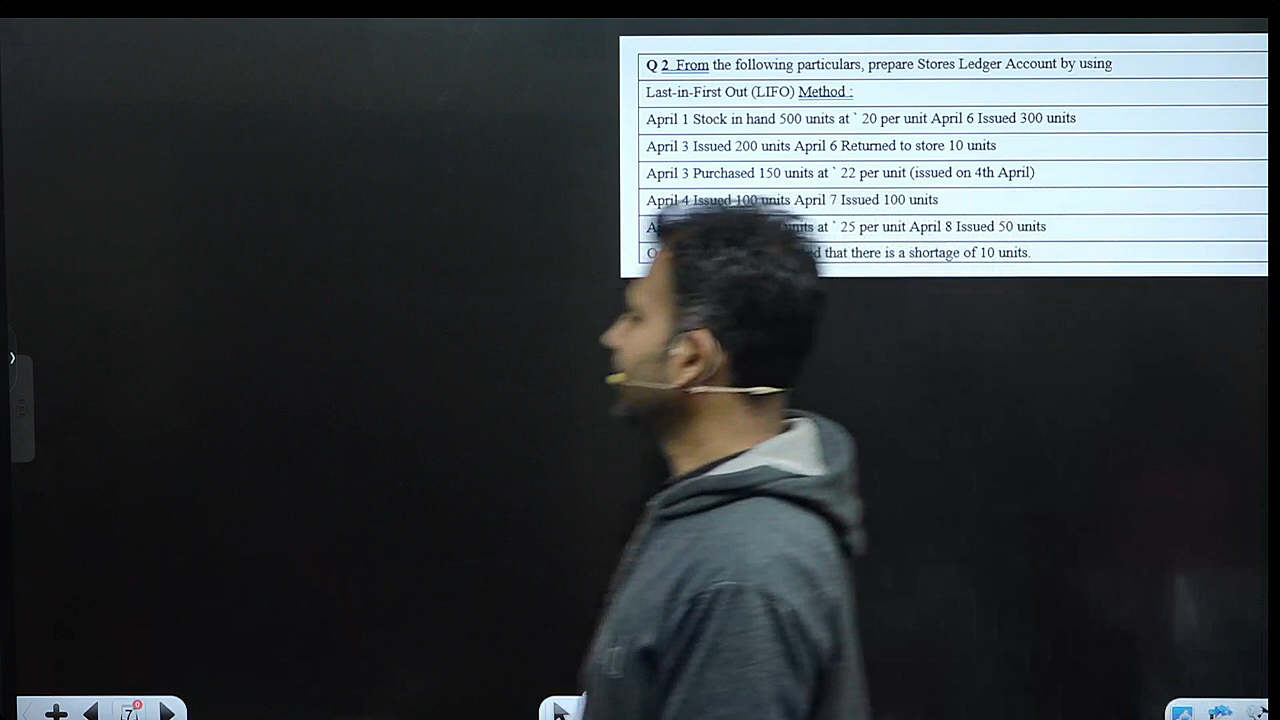 Q 2 From the following particulars, prepare Stores Ledger Account by using
Last-in-First Out (LIFO) Method :
April 1 Stock in hand 500 units at ` 20 per unit April 6 Issued 300 units
April 3 Issued 200 units April 6 Returned to store 10 units
April 3 Purchased 150 units at ` 22 per unit (issued on 4th April)
April 4 Issued 100 units April 7 Issued 100 units
at ` 25 per unit April 8 Issued 50 units
that there is a shortage of 10 units.
7